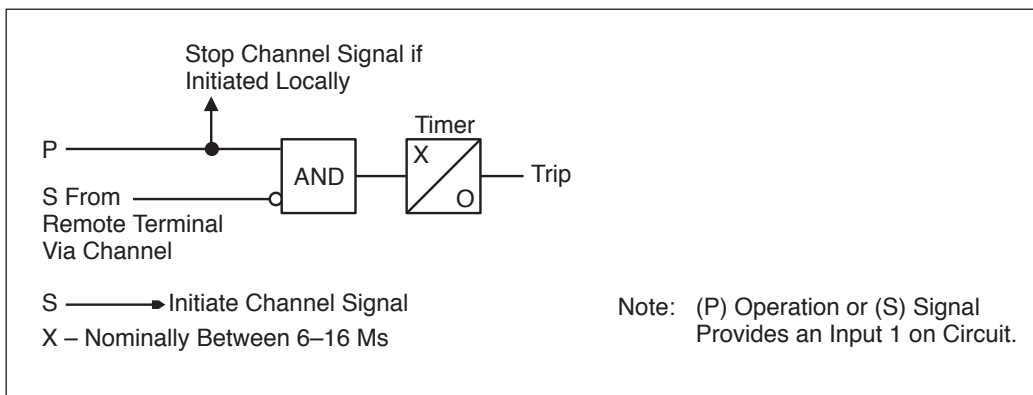 Stop Channel Signal if
Initiated Locally
Timer
P
X
AND
Trip
O
S From
Remote Terminal
Via Channel
S Initiate Channel Signal
X – Nominally Between 6–16 Ms
Note: (P) Operation or (S) Signal
Provides an Input 1 on Circuit.